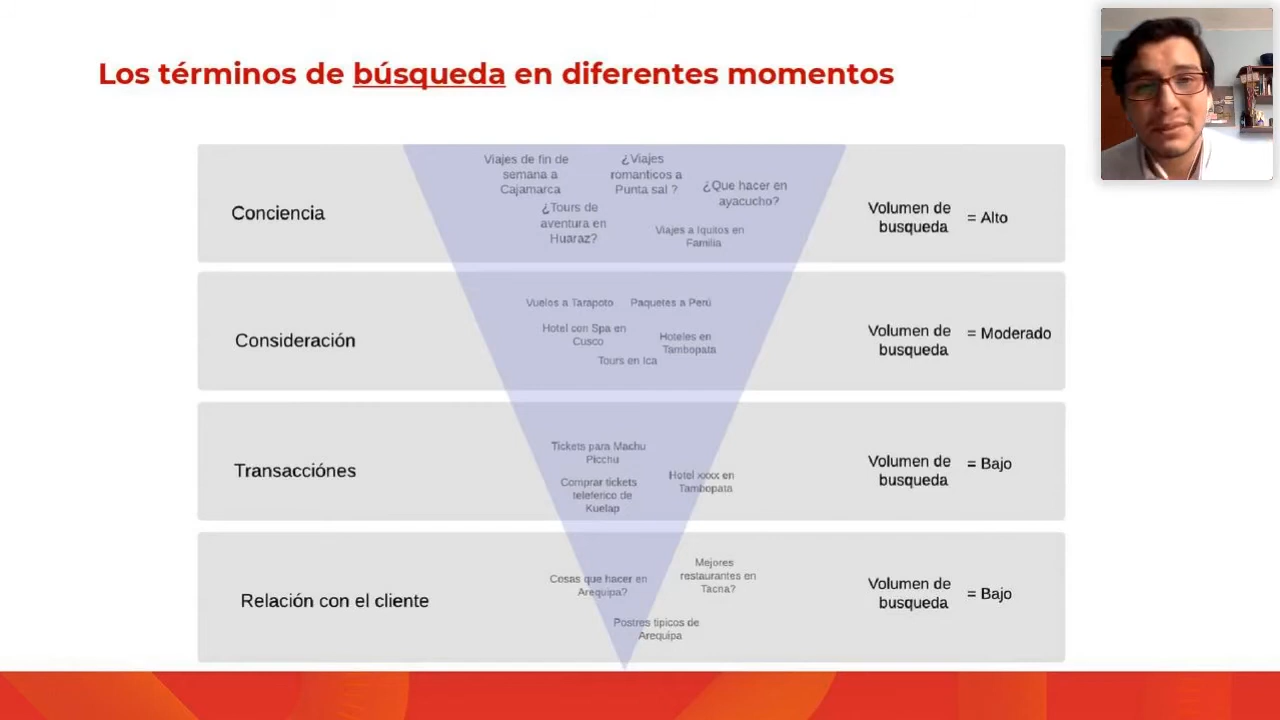 Los términos de búsqueda en diferentes momentos
Conciencia
Viajes de fin de
semana a
Cajamarca
¿Viajes
romanticos a
Punta sal ?
¿Que hacer en
ayacucho?
¿Tours de
aventura en
Huaraz?
Viajes a Iquitos en
Familia
Volumen de
busqueda
= Alto
Consideración
Vuelos a Tarapoto
Paquetes a Perú
Hotel con Spa en
Cusco
Hoteles en
Tambopata
Tours en Ica
Volumen de
busqueda
= Moderado
Transacciónes
Tickets para Machu
Picchu
Hotel xxxx en
Tambopata
Comprar tickets
teleferico de
Kuelap
Volumen de
busqueda
= Bajo
Relación con el cliente
Cosas que hacer en
Arequipa?
Mejores
restaurantes en
Tacna?
Postres tipicos de
Arequipa
Volumen de
busqueda
= Bajo